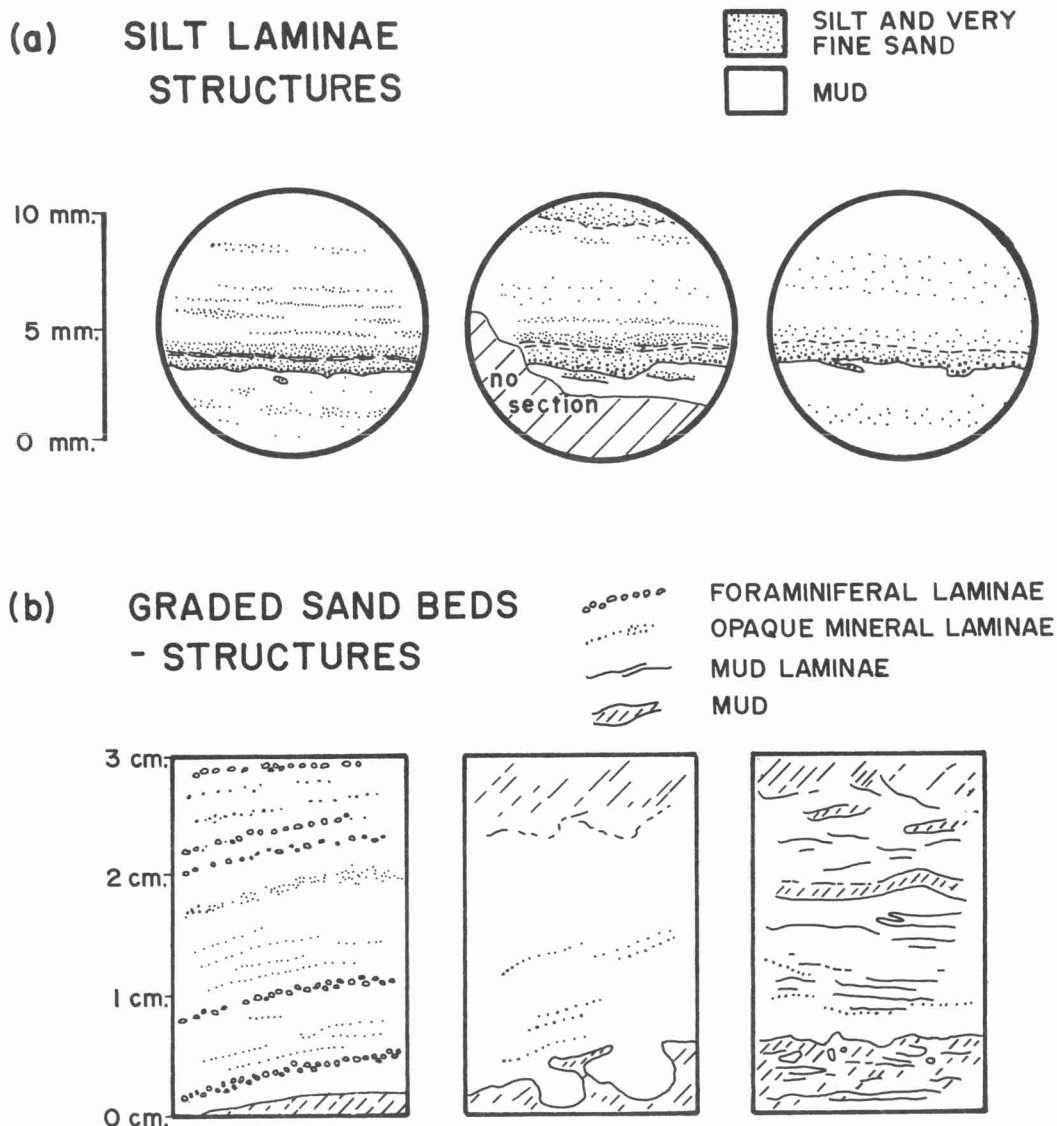 (a) SILT LAMINAE
STRUCTURES
SILT AND VERY
FINE SAND
MUD
10 mm.
5 mm.
0 mm.
no
section
(b) GRADED SAND BEDS
- STRUCTURES
FORAMINIFERAL LAMINAE
OPAQUE MINERAL LAMINAE
MUD LAMINAE
MUD
3 cm.
2 cm.
1 cm.
0 cm.